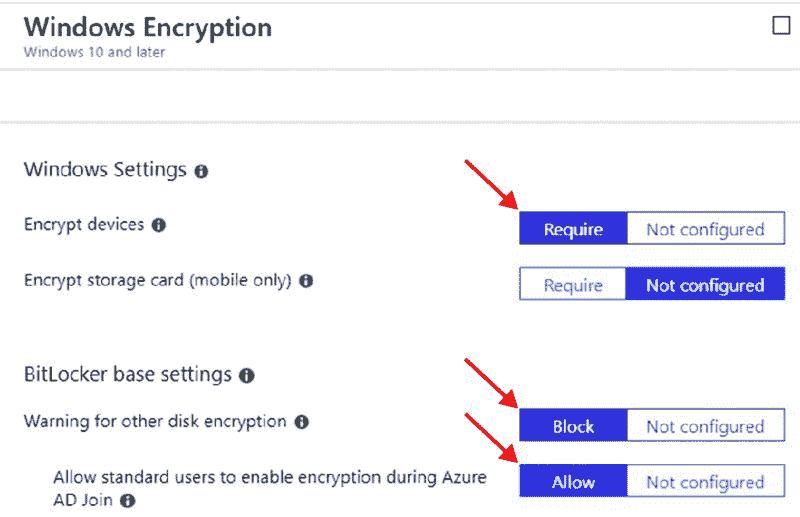 Windows Encryption
Windows 10 and later
Windows Settings
Encrypt devices
Require Not configured
Encrypt storage card (mobile only)
Require Not configured
BitLocker base settings
Warning for other disk encryption
Block Not configured
Allow standard users to enable encryption during Azure
AD Join
Allow Not configured